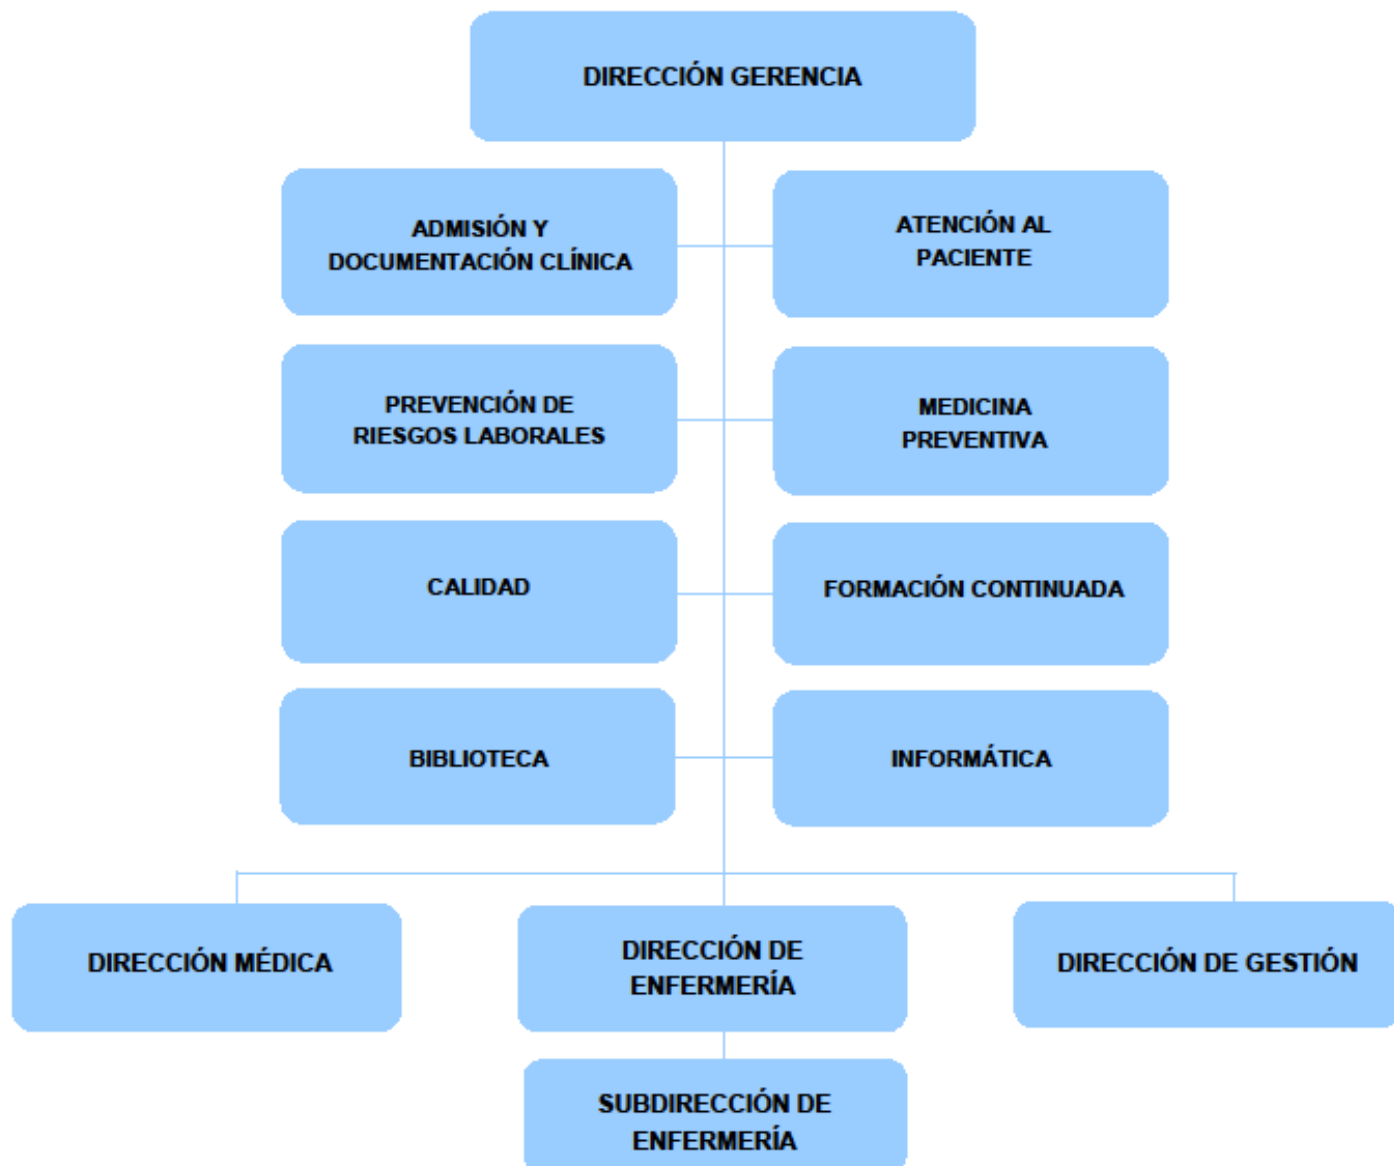 DIRECCIÓN GERENCIA
ADMISIÓN Y
DOCUMENTACIÓN CLÍNICA
ATENCIÓN AL
PACIENTE
PREVENCIÓN DE
RIESGOS LABORALES
MEDICINA
PREVENTIVA
CALIDAD
FORMACIÓN CONTINUADA
BIBLIOTECA
INFORMÁTICA
DIRECCIÓN MÉDICA
DIRECCIÓN DE
ENFERMERÍA
DIRECCIÓN DE GESTIÓN
SUBDIRECCIÓN DE
ENFERMERÍA